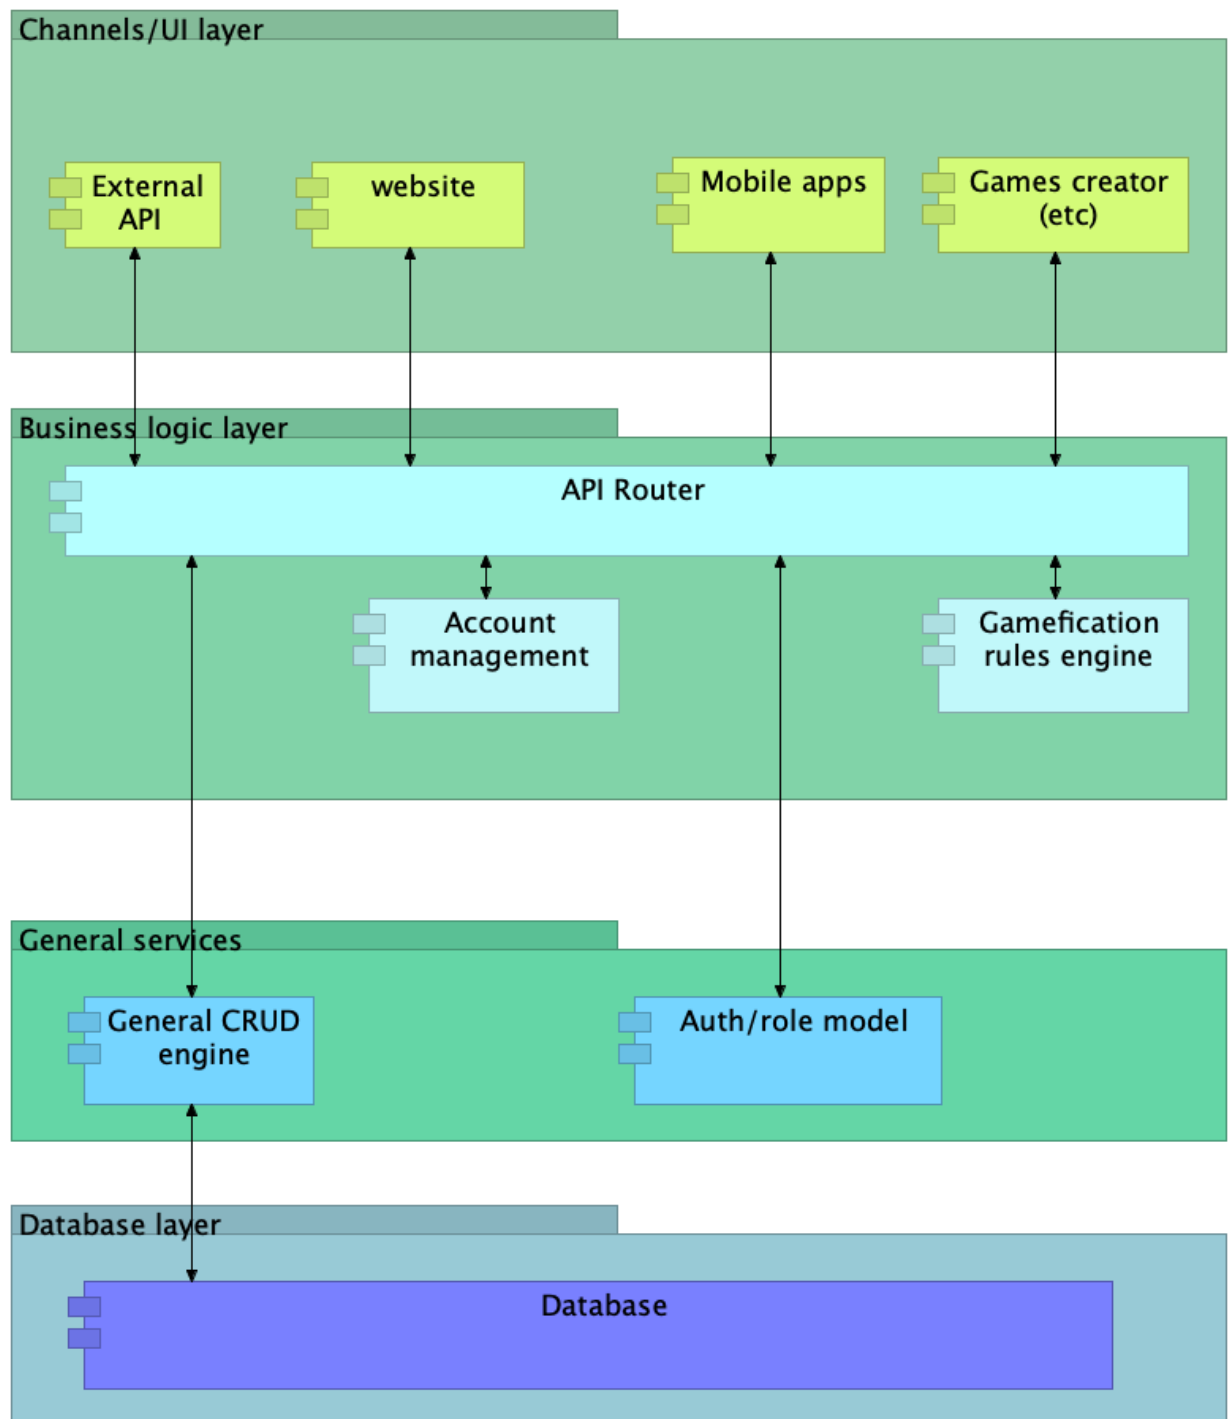 Channels/UI layer
External
API
website
Mobile apps
Games creator
(etc)
Business logic layer
API Router
Account
management
Gamefication
rules engine
General services
General CRUD
engine
Auth/role model
Database layer
Database